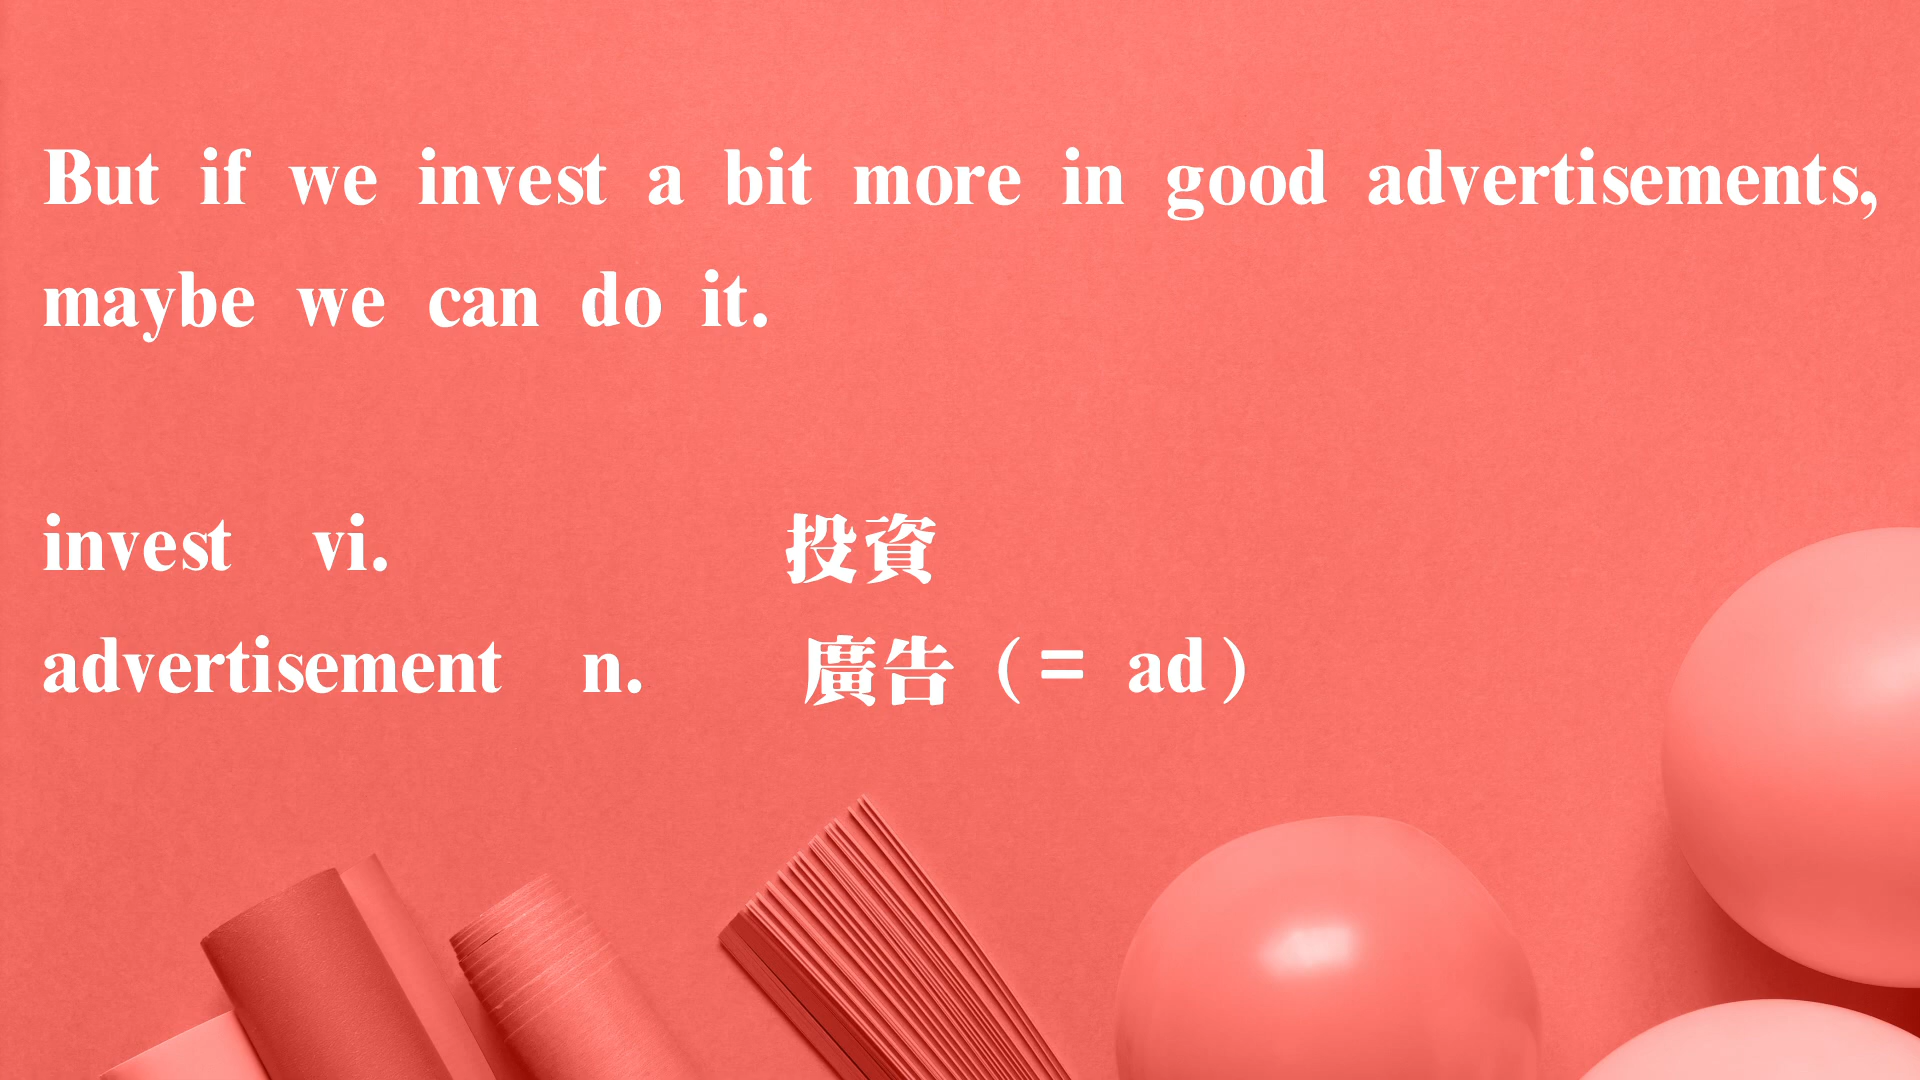 But if we invest a bit more in good advertisements,
maybe we can do it.
invest vi. 投資
advertisement n. 廣告（= ad）